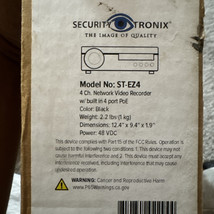 SECURITY TRONIX
THE IMAGE OF QUALITY
Model No: ST-EZ4
4 Ch. Network Video Recorder
w/ built in 4 port PoE
Color: Black
Weight: 2.2 lbs (1 kg)
Dimensions: 12.4" x 9.4" x 1.9"
Power: 48 VDC
This device complies with Part 15 of the FCC Rules. Operation is
subject to the following two conditions: 1. This device may not
cause harmful interference, and 2. This device must accept any
interference received, including interference that may cause
undesired operation.
WARNING: Cancer and Reproductive Harm
www.P65Warnings.ca.gov